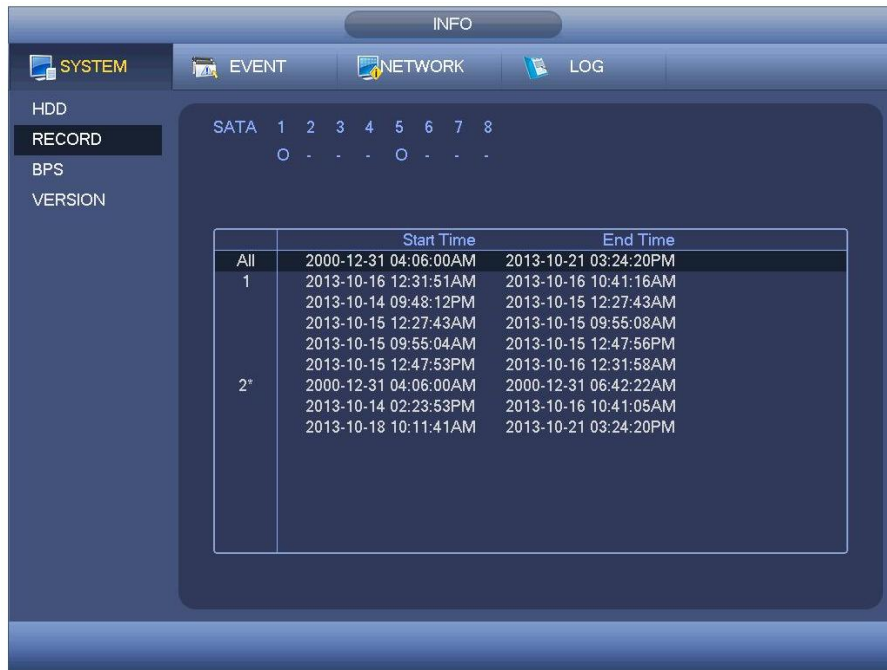 INFO
SYSTEM EVENT NETWORK LOG
HDD
RECORD
BPS
VERSION
SATA 1 2 3 4 5 6 7 8
O - - - O - - -
Start Time End Time
All 2000-12-31 04:06:00AM 2013-10-21 03:24:20PM
1 2013-10-16 12:31:51AM 2013-10-16 10:41:16AM
2013-10-14 09:48:12PM 2013-10-15 12:27:43AM
2013-10-15 12:27:43AM 2013-10-15 09:55:08AM
2013-10-15 09:55:04AM 2013-10-15 12:47:56PM
2013-10-15 12:47:53PM 2013-10-16 12:31:58AM
2* 2000-12-31 04:06:00AM 2000-12-31 06:42:22AM
2013-10-14 02:23:53PM 2013-10-16 10:41:05AM
2013-10-18 10:11:41AM 2013-10-21 03:24:20PM